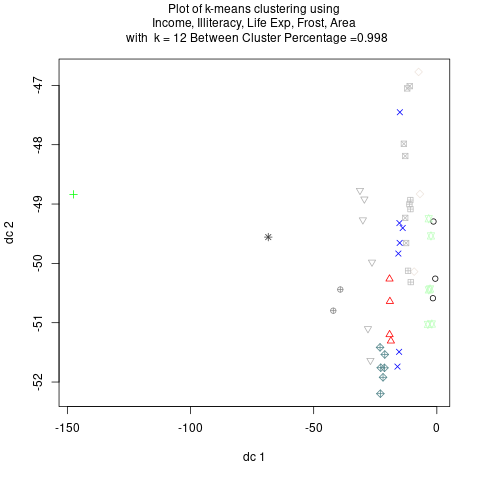 Plot of k-means clustering using
Income, Illiteracy, Life Exp, Frost, Area
with  k = 12 Between Cluster Percentage =0.998
-47
-48
-49
-50
-51
-52
dc 2
-150
-100
-50
0
dc 1